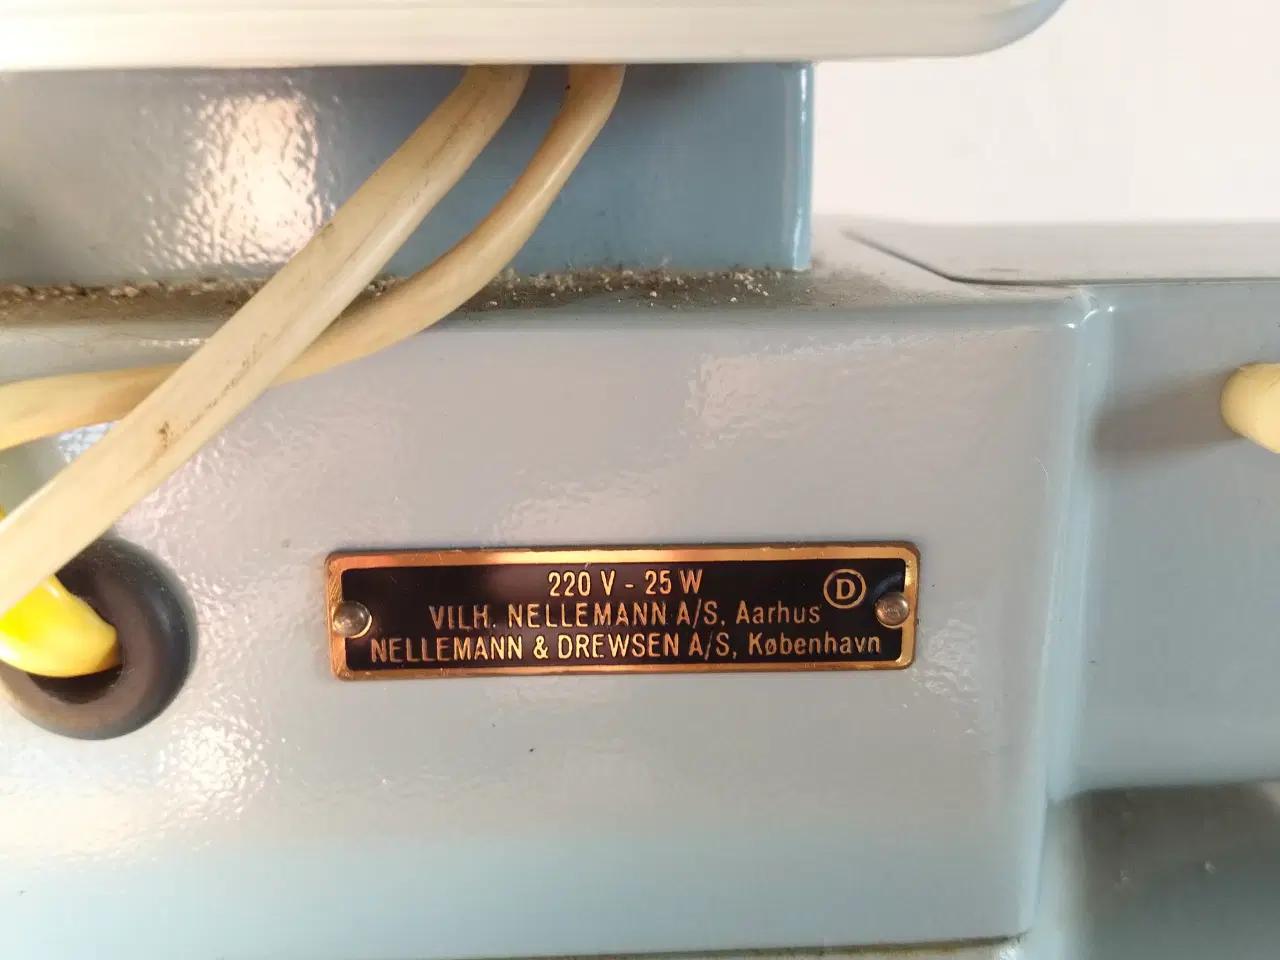 220 V - 25 W
D
VILH. NELLEMANN A/S, Aarhus
NELLEMANN & DREWSEN A/S, København